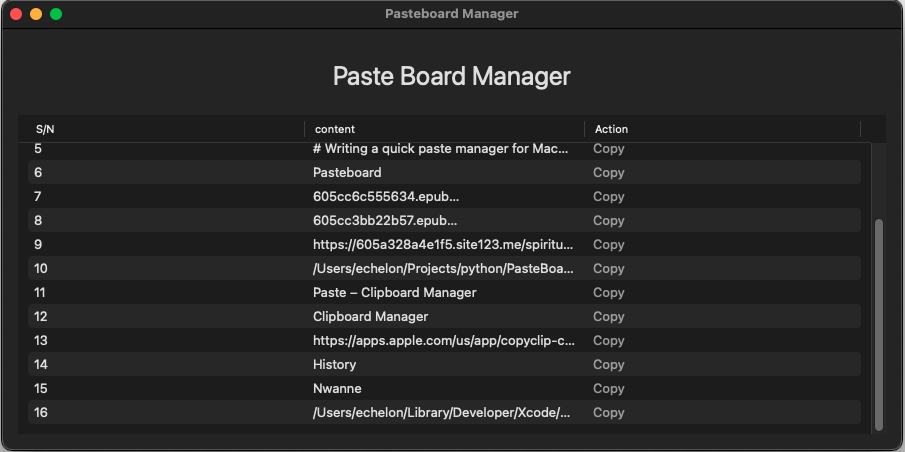 Pasteboard Manager
Paste Board Manager
S/N content Action
5 # Writing a quick paste manager for Mac... Copy
6 Pasteboard Copy
7 605cc6c555634.epub... Copy
8 605cc3bb22b57.epub... Copy
9 https://605a328a4e1f5.site123.me/spiritu... Copy
10 /Users/echelon/Projects/python/PasteBoa... Copy
11 Paste – Clipboard Manager Copy
12 Clipboard Manager Copy
13 https://apps.apple.com/us/app/copyclip-c... Copy
14 History Copy
15 Nwanne Copy
16 /Users/echelon/Library/Developer/Xcode/... Copy